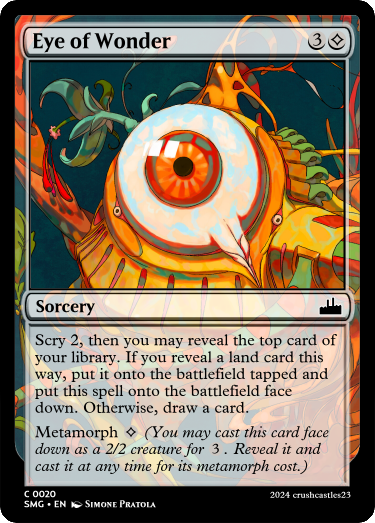 Eye of Wonder 3
Sorcery
Scry 2, then you may reveal the top card of
your library. If you reveal a land card this
way, put it onto the battlefield tapped and
put this spell onto the battlefield face
down. Otherwise, draw a card.
Metamorph (You may cast this card face
down as a 2/2 creature for 3 . Reveal it and
cast it at any time for its metamorph cost.)
C 0020
SMG • EN Simone Pratola
2024 crushcastles23